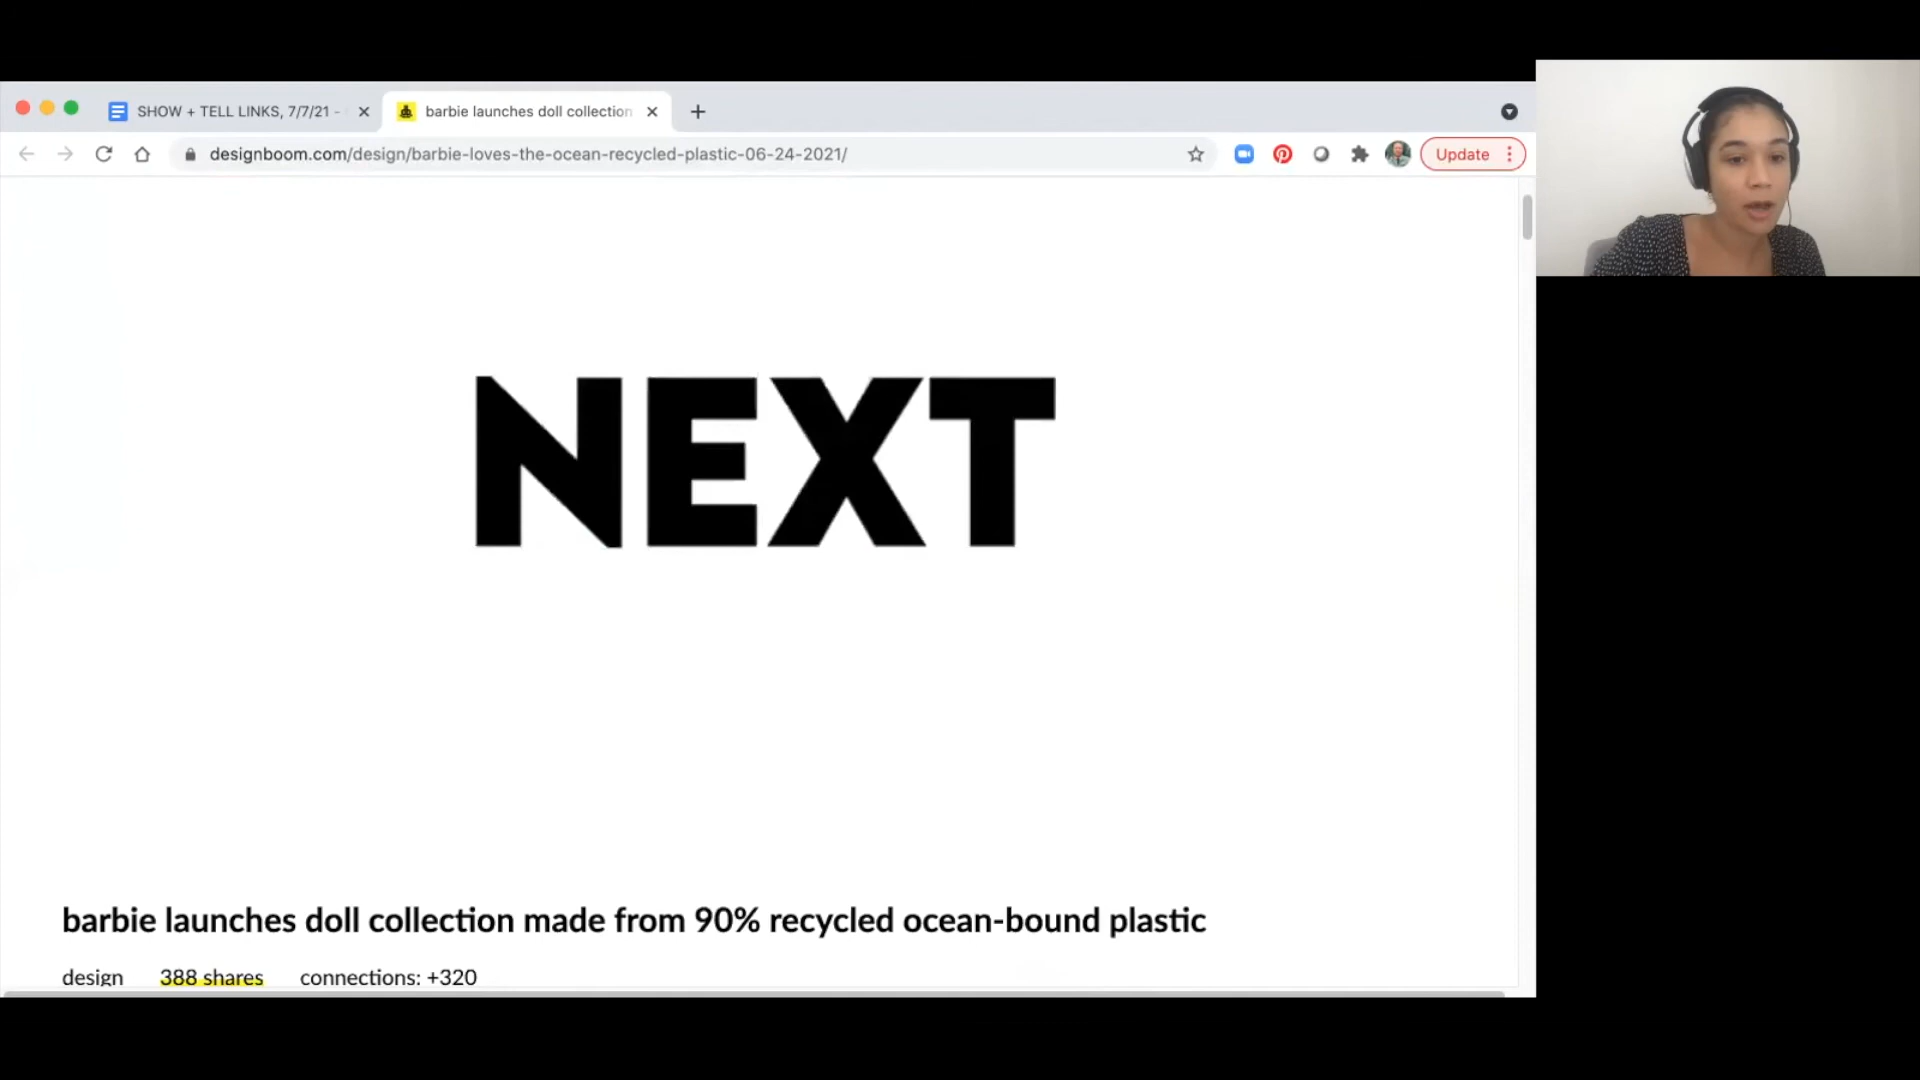 SHOW + TELL LINKS, 7/7/21 -
barbie launches doll collection
designboom.com/design/barbie-loves-the-ocean-recycled-plastic-06-24-2021/
Update
NEXT
barbie launches doll collection made from 90% recycled ocean-bound plastic
design 388 shares connections: +320